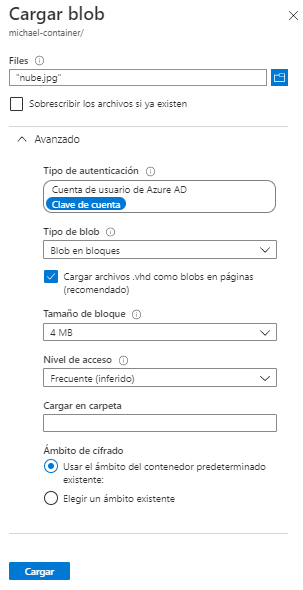 Cargar blob
michael-container/
Files
"nube.jpg"
Sobrescribir los archivos si ya existen
Avanzado
Tipo de autenticación
Cuenta de usuario de Azure AD
Clave de cuenta
Tipo de blob
Blob en bloques
Cargar archivos .vhd como blobs en páginas
(recomendado)
Tamaño de bloque
4 MB
Nivel de acceso
Frecuente (inferido)
Cargar en carpeta
Ámbito de cifrado
Usar el ámbito del contenedor predeterminado
existente:
Elegir un ámbito existente
Cargar